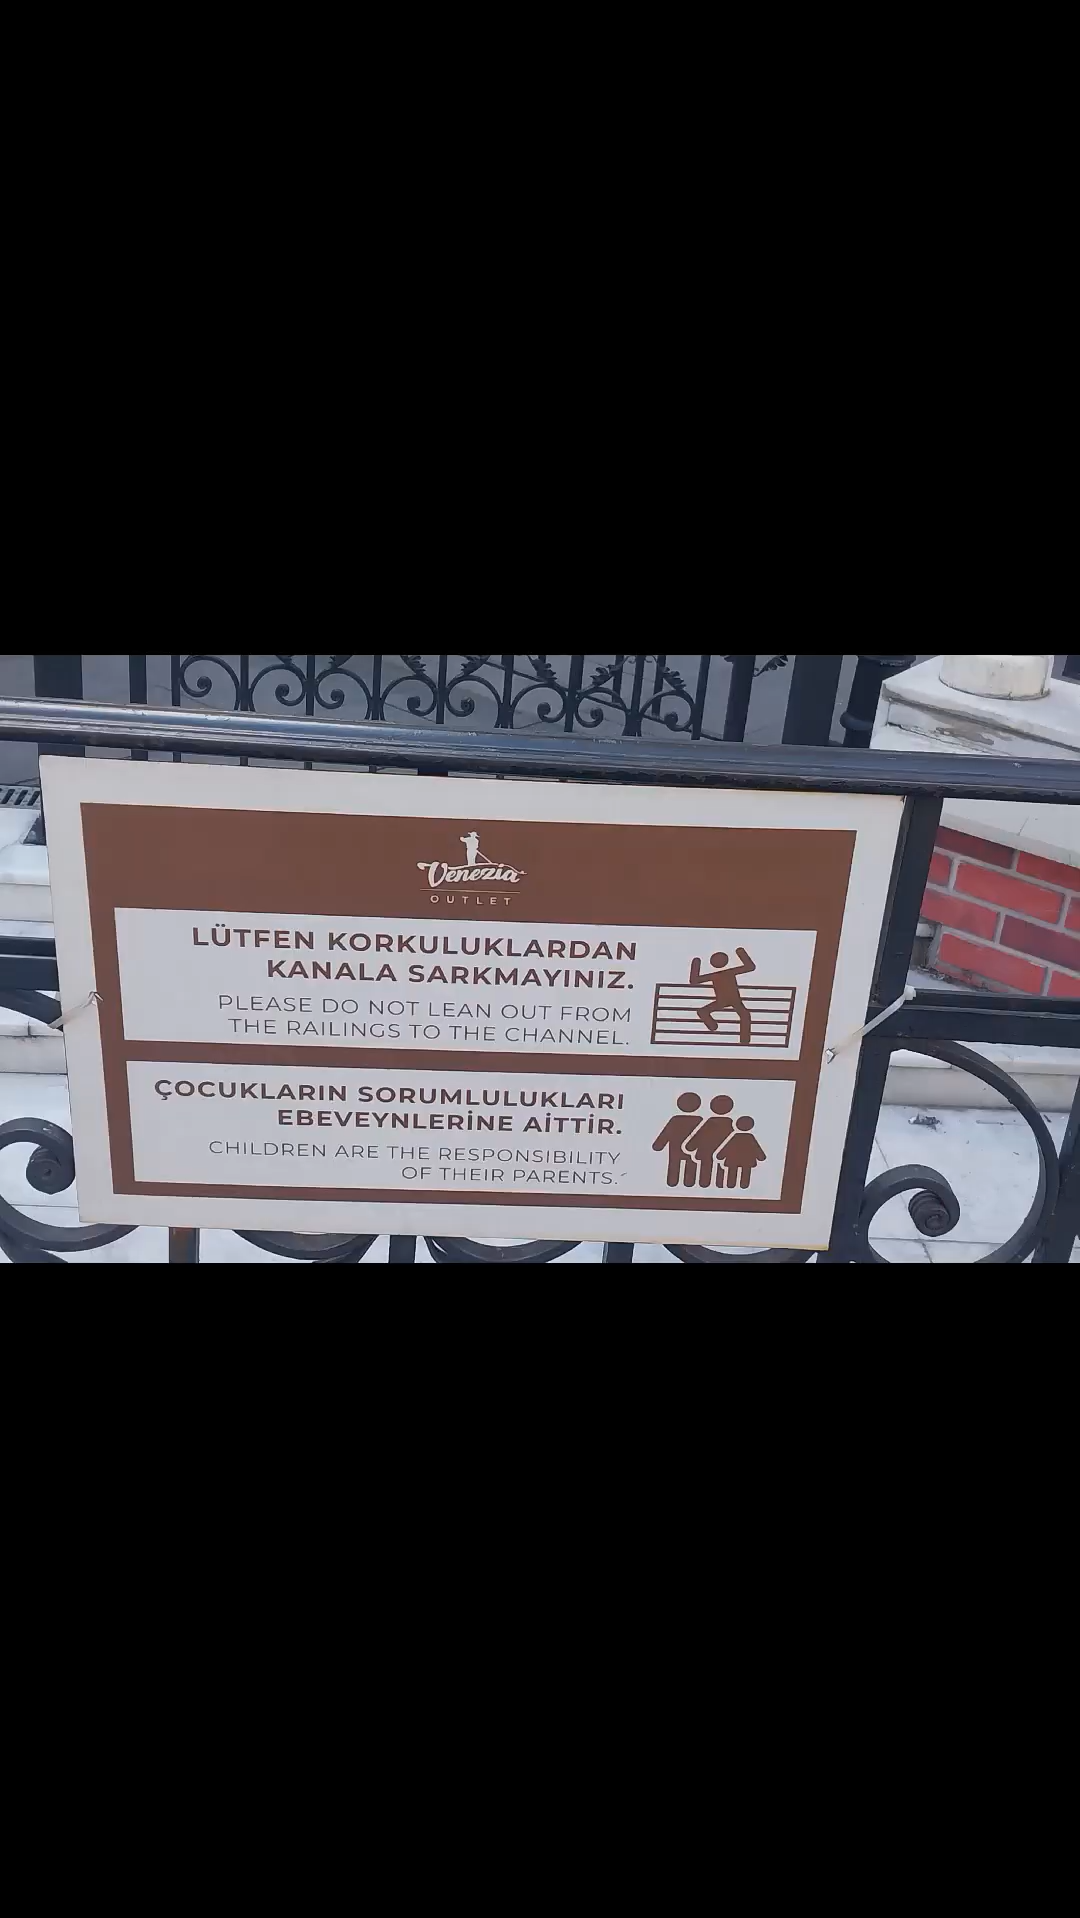 Venezia
OUTLET
LÜTFEN KORKULUKLARDAN
KANALA SARKMAYINIZ.
PLEASE DO NOT LEAN OUT FROM
THE RAILINGS TO THE CHANNEL.
ÇOCUKLARIN SORUMLULUKLARI
EBEVEYNLERİNE AİTTİR.
CHILDREN ARE THE RESPONSIBILITY
OF THEIR PARENTS.